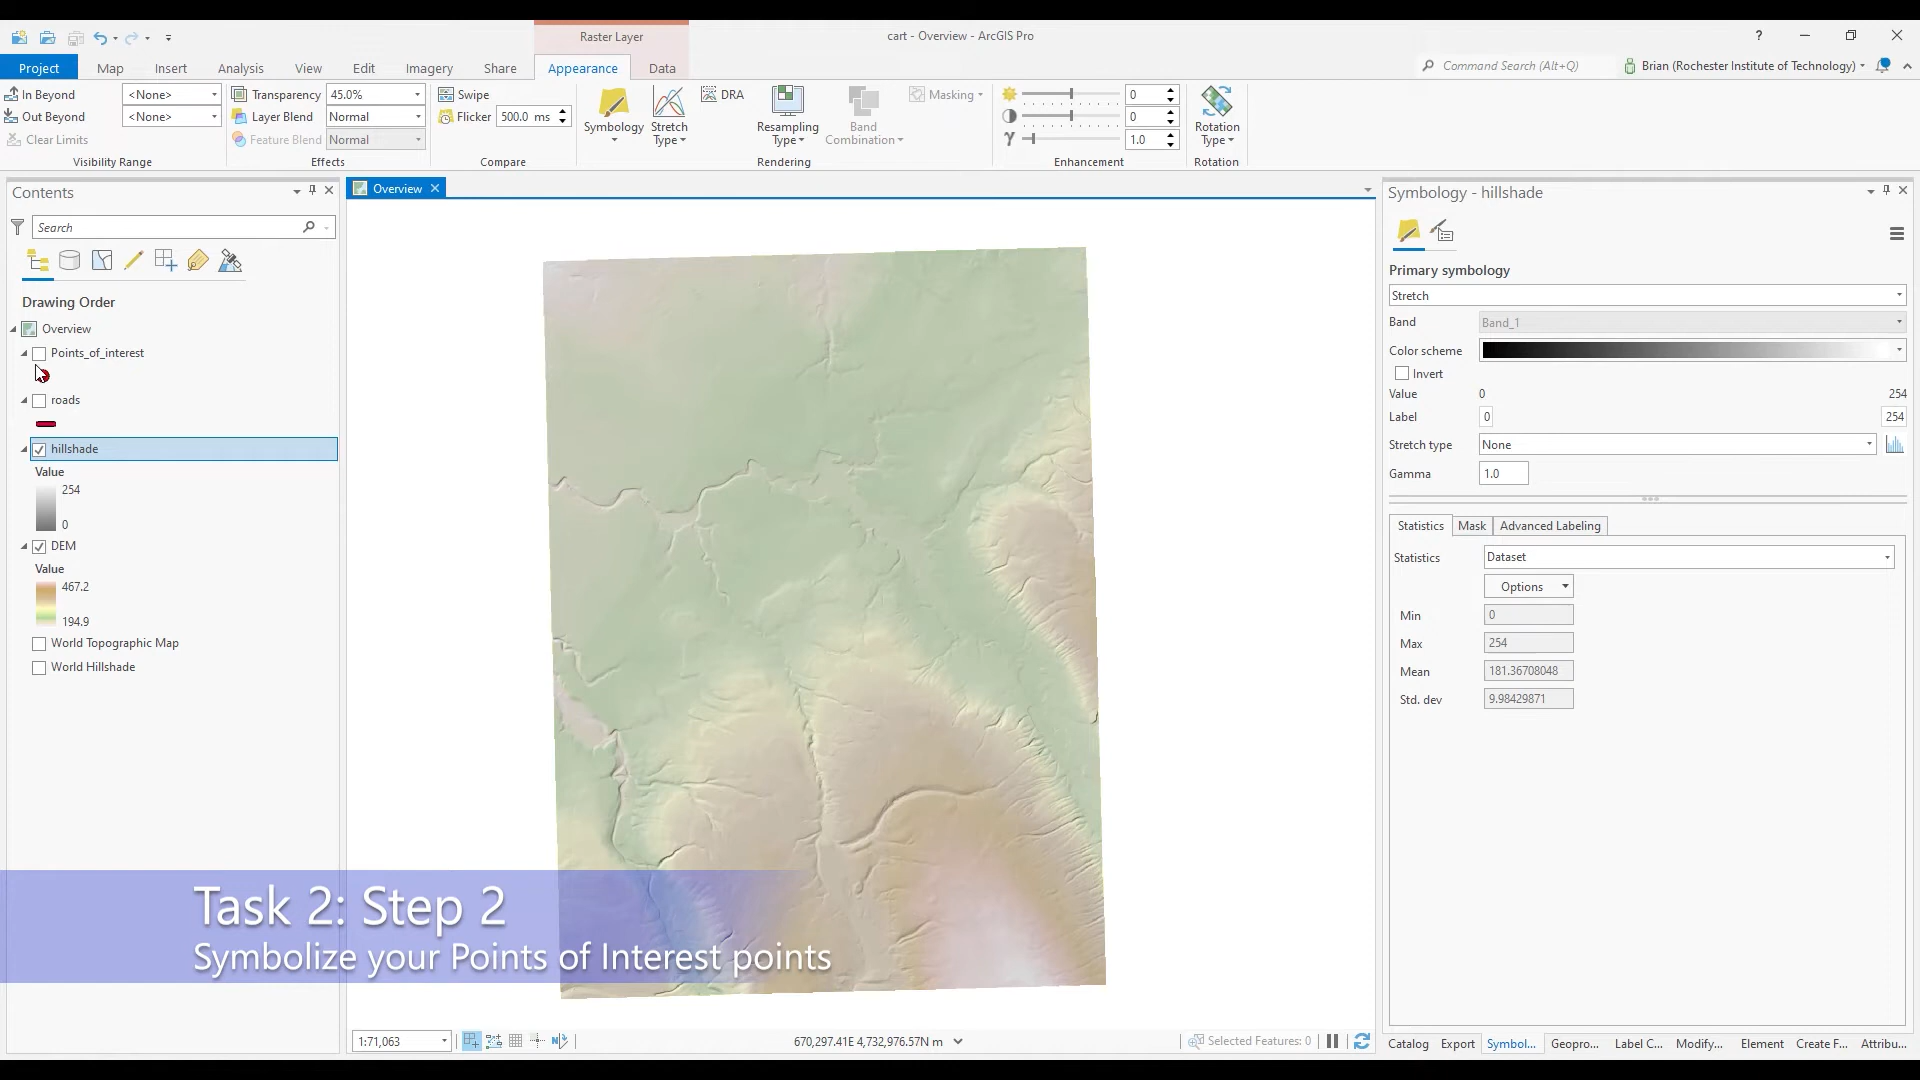 Raster Layer
cart - Overview - ArcGIS Pro
?
Project Map Insert Analysis View Edit Imagery Share Appearance Data
Command Search (Alt+Q)
Brian (Rochester Institute of Technology)
In Beyond <None>
Out Beyond <None>
Clear Limits
Visibility Range
Transparency 45.0%
Layer Blend Normal
Feature Blend Normal
Effects
Swipe
Flicker 500.0 ms
Compare
Symbology
Stretch
Type
DRA
Resampling
Type
Band
Combination
Masking
Rendering
0
0
γ 1.0
Enhancement
Rotation
Type
Rotation
Contents
Search
Drawing Order
Overview
Points_of_interest
roads
hillshade
Value
254
0
DEM
Value
467.2
194.9
World Topographic Map
World Hillshade
Overview
Task 2: Step 2
Symbolize your Points of Interest points
1:71,063
670,297.41E 4,732,976.57N m
Selected Features: 0
Symbology - hillshade
Primary symbology
Stretch
Band Band_1
Color scheme
Invert
Value 0 254
Label 0 254
Stretch type None
Gamma 1.0
Statistics Mask Advanced Labeling
Statistics Dataset
Options
Min 0
Max 254
Mean 181.36708048
Std. dev 9.98429871
Catalog Export Symbol... Geopro... Label C... Modify... Element Create F... Attribu...